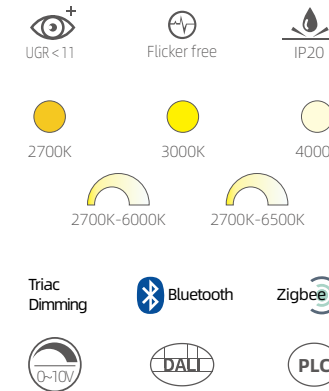 UGR<11 Flicker free IP20
2700K 3000K 4000
2700K-6000K 2700K-6500K
Triac
Dimming
Bluetooth Zigbee
0~10V DALI PLC